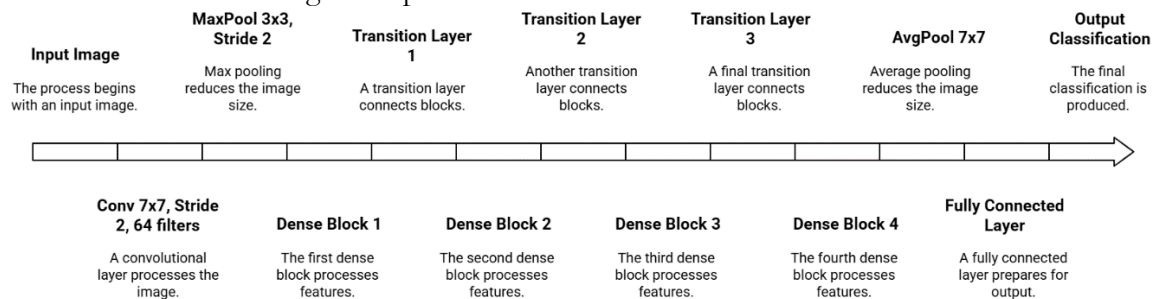 MaxPool 3x3,
Stride 2
Transition Layer
2
Transition Layer
3
Output
Classification
Input Image
Transition Layer
1
AvgPool 7x7
The process begins
with an input image.
Max pooling
reduces the image
size.
A transition layer
connects blocks.
Another transition
layer connects
blocks.
A final transition
layer connects
blocks.
Average pooling
reduces the image
size.
The final
classification is
produced.
Conv 7x7, Stride
2, 64 filters
Dense Block 1
Dense Block 2
Dense Block 3
Dense Block 4
Fully Connected
Layer
A convolutional
layer processes the
image.
The first dense
block processes
features.
The second dense
block processes
features.
The third dense
block processes
features.
The fourth dense
block processes
features.
A fully connected
layer prepares for
output.